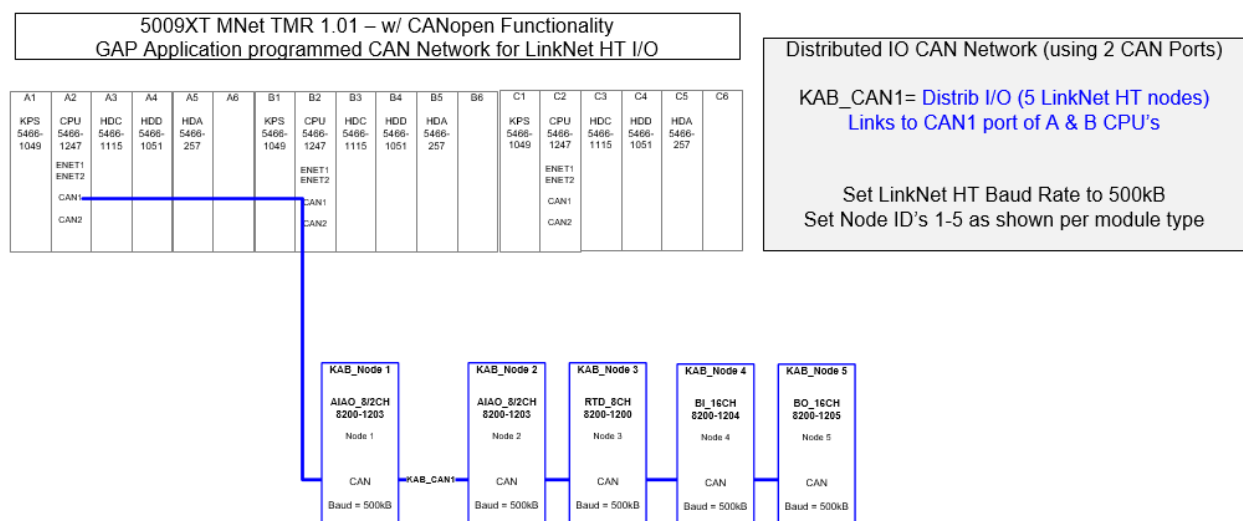 5009XT MNet TMR 1.01 – w/ CANopen Functionality
GAP Application programmed CAN Network for LinkNet HT I/O
Distributed IO CAN Network (using 2 CAN Ports)
KAB_CAN1= Distrib I/O (5 LinkNet HT nodes)
Links to CAN1 port of A & B CPU's
Set LinkNet HT Baud Rate to 500kB
Set Node ID's 1-5 as shown per module type
A1 A2 A3 A4 A5 A6 B1 B2 B3 B4 B5 B6 C1 C2 C3 C4 C5 C6
KPS CPU HDC HDD HDA KPS CPU HDC HDD HDA KPS CPU HDC HDD HDA
5466- 5466- 5466- 5466- 5466- 5466- 5466- 5466- 5466- 5466- 5466- 5466- 5466- 5466- 5466-
1049 1247 1115 1051 257 1049 1247 1115 1051 257 1049 1247 1115 1051 257
ENET1 ENET1 ENET1
ENET2 ENET2 ENET2
CAN1 CAN1 CAN1
CAN2 CAN2 CAN2
KAB_Node 1 KAB_Node 2 KAB_Node 3 KAB_Node 4 KAB_Node 5
AIAO_8/2CH AIAO_8/2CH RTD_8CH BI_16CH BO_16CH
8200-1203 8200-1203 8200-1200 8200-1204 8200-1205
Node 1 Node 2 Node 3 Node 4 Node 5
CAN KAB_CAN1 CAN CAN CAN CAN
Baud = 500kB Baud = 500kB Baud = 500kB Baud = 500kB Baud = 500kB